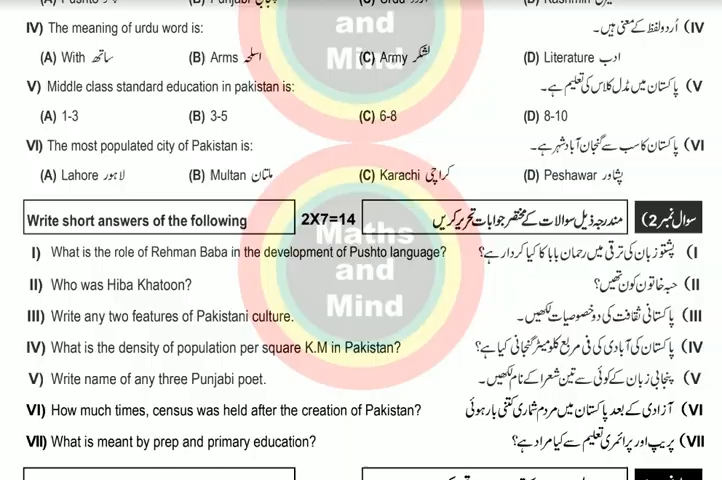 IV) The meaning of urdu word is: اُردو لفظ کے معنی ہیں۔ (IV
(A) With ساتھ (B) Arms اسلحہ (C) Army لشکر (D) Literature ادب
V) Middle class standard education in pakistan is: پاکستان میں مڈل کلاس کی تعلیم ہے۔ (V
(A) 1-3 (B) 3-5 (C) 6-8 (D) 8-10
VI) The most populated city of Pakistan is: پاکستان کا سب سے گنجان آباد شہر ہے۔ (VI
(A) Lahore لاہور (B) Multan ملتان (C) Karachi کراچی (D) Peshawar پشاور
Write short answers of the following 2X7=14 مندرجہ ذیل سوالات کے مختصر جوابات تحریر کریں سوال نمبر 2)
I) What is the role of Rehman Baba in the development of Pushto language? پشتو زبان کی ترقی میں رحمان بابا کا کیا کردار ہے؟ (I
II) Who was Hiba Khatoon? حبہ خاتون کون تھیں؟ (II
III) Write any two features of Pakistani culture. پاکستانی ثقافت کی دو خصوصیات لکھیں۔ (III
IV) What is the density of population per square K.M in Pakistan? پاکستان کی آبادی کی فی مربع کلومیٹر گنجانی کیا ہے؟ (IV
V) Write name of any three Punjabi poet. پنجابی زبان کے کوئی سے تین شعرا کے نام لکھیں۔ (V
VI) How much times, census was held after the creation of Pakistan? آزادی کے بعد پاکستان میں مردم شماری کتنی بار ہوئی (VI
VII) What is meant by prep and primary education? پریپ اور پرائمری تعلیم سے کیا مراد ہے؟ (VII
and
Mind
Maths
and
Mind